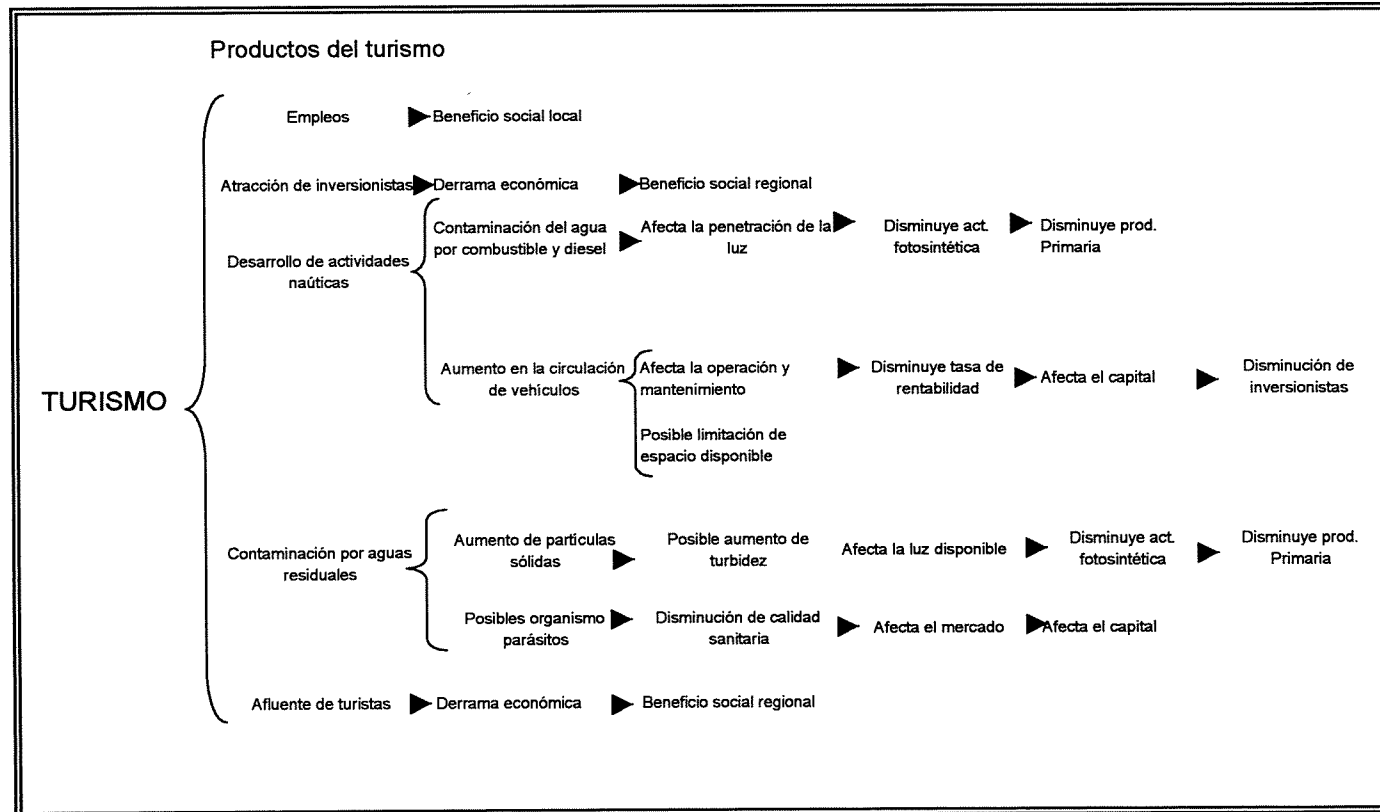 Productos del turismo
Empleos
Beneficio social local
Atracción de inversionistas
Derrama económica
Beneficio social regional
Desarrollo de actividades
naúticas
Contaminación del agua
por combustible y diesel
Afecta la penetración de la
luz
Disminuye act.
fotosintética
Disminuye prod.
Primaria
Aumento en la circulación
de vehículos
Afecta la operación y
mantenimiento
Disminuye tasa de
rentabilidad
Afecta el capital
Disminución de
inversionistas
Posible limitación de
espacio disponible
TURISMO
Contaminación por aguas
residuales
Aumento de partículas
sólidas
Posible aumento de
turbidez
Afecta la luz disponible
Disminuye act.
fotosintética
Disminuye prod.
Primaria
Posibles organismo
parásitos
Disminución de calidad
sanitaria
Afecta el mercado
Afecta el capital
Afluente de turistas
Derrama económica
Beneficio social regional